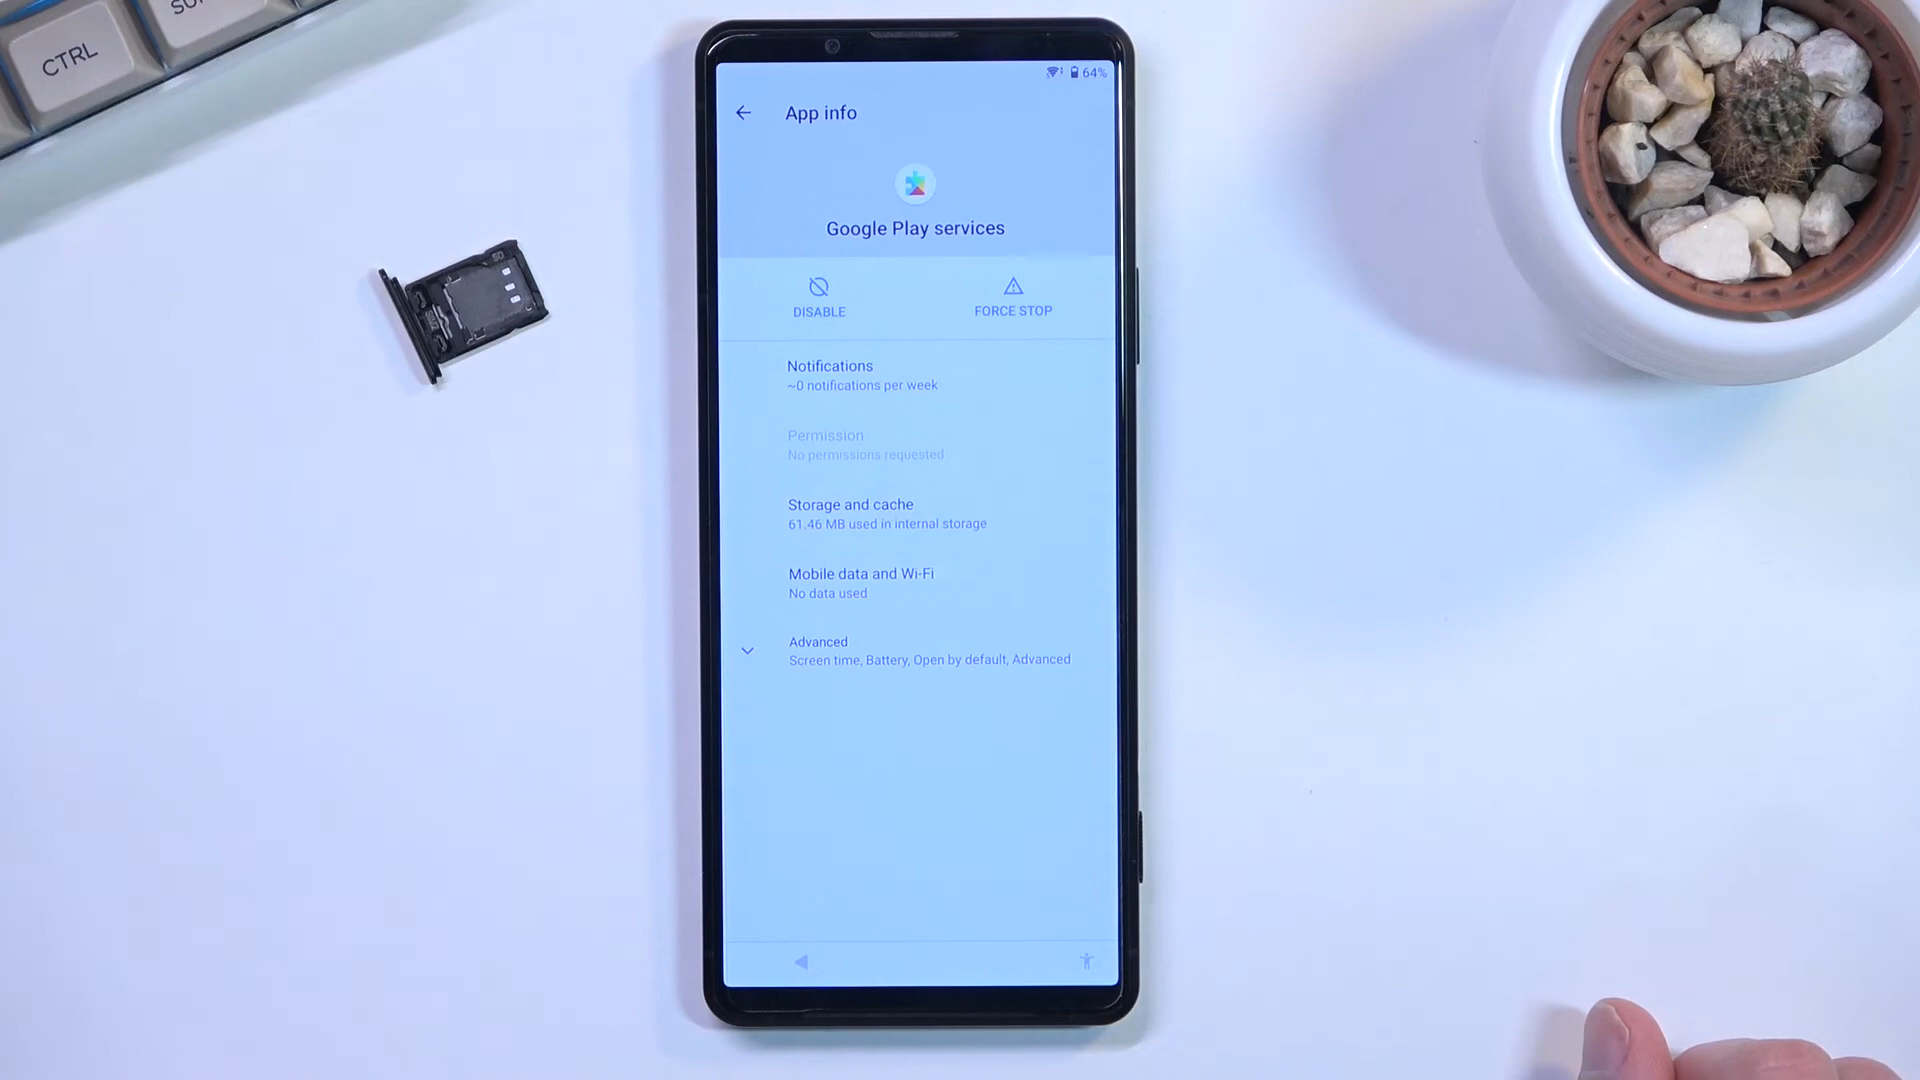 CTRL
64%
App info
SD
Google Play services
DISABLE
FORCE STOP
Notifications
~0 notifications per week
Permission
No permissions requested
Storage and cache
61.46 MB used in internal storage
Mobile data and Wi-Fi
No data used
Advanced
Screen time, Battery, Open by default, Advanced